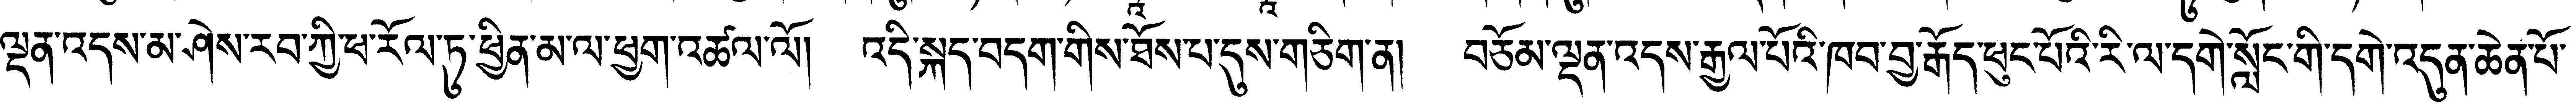 ལྡན་འདས་མ་ཤེས་རབ་ཀྱི་ཕ་རོལ་ཏུ་ཕྱིན་མ་ལ་ཕྱག་འཚལ་ལོ། འདི་སྐད་བདག་གིས་ཐོས་པ་དུས་གཅིག་ན། བཅོམ་ལྡན་འདས་རྒྱལ་པོའི་ཁབ་བྱ་རྒོད་ཕུང་པོའི་རི་ལ་དགེ་སློང་གི་དགེ་འདུན་ཆེན་པོ་